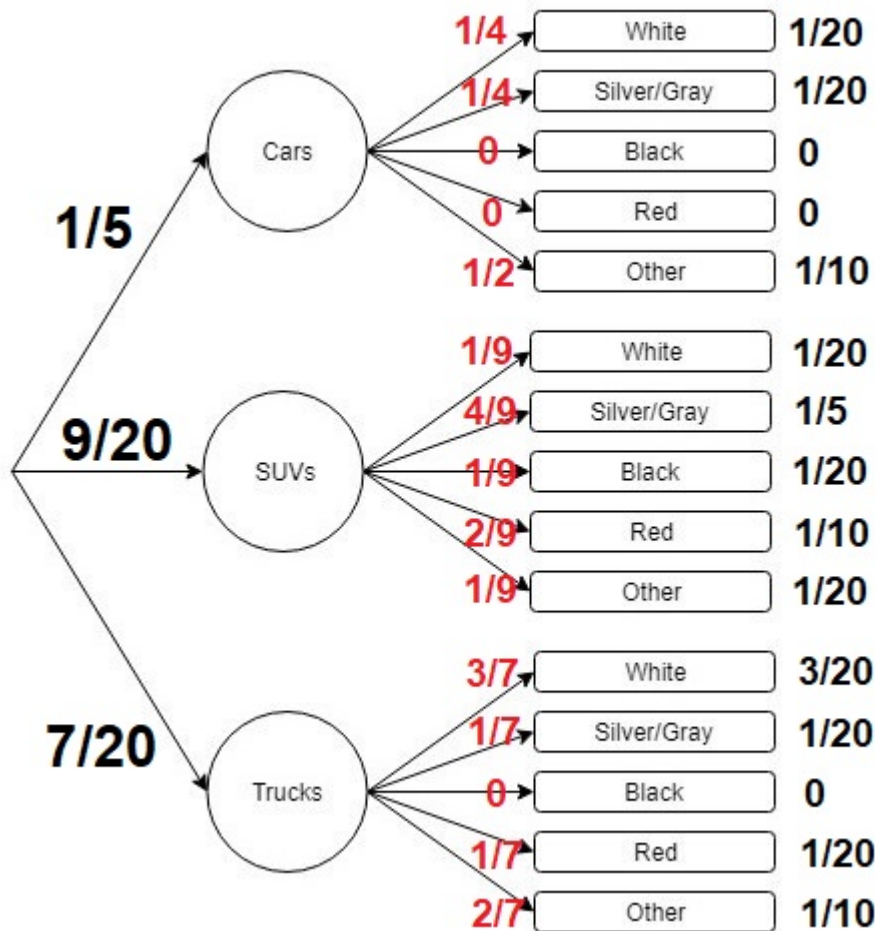 1/4 White 1/20
1/4 Silver/Gray 1/20
Cars 0 Black 0
1/5 0 Red 0
1/2 Other 1/10
1/9 White 1/20
9/20 4/9 Silver/Gray 1/5
SUVs 1/9 Black 1/20
2/9 Red 1/10
1/9 Other 1/20
3/7 White 3/20
7/20 1/7 Silver/Gray 1/20
Trucks 0 Black 0
1/7 Red 1/20
2/7 Other 1/10